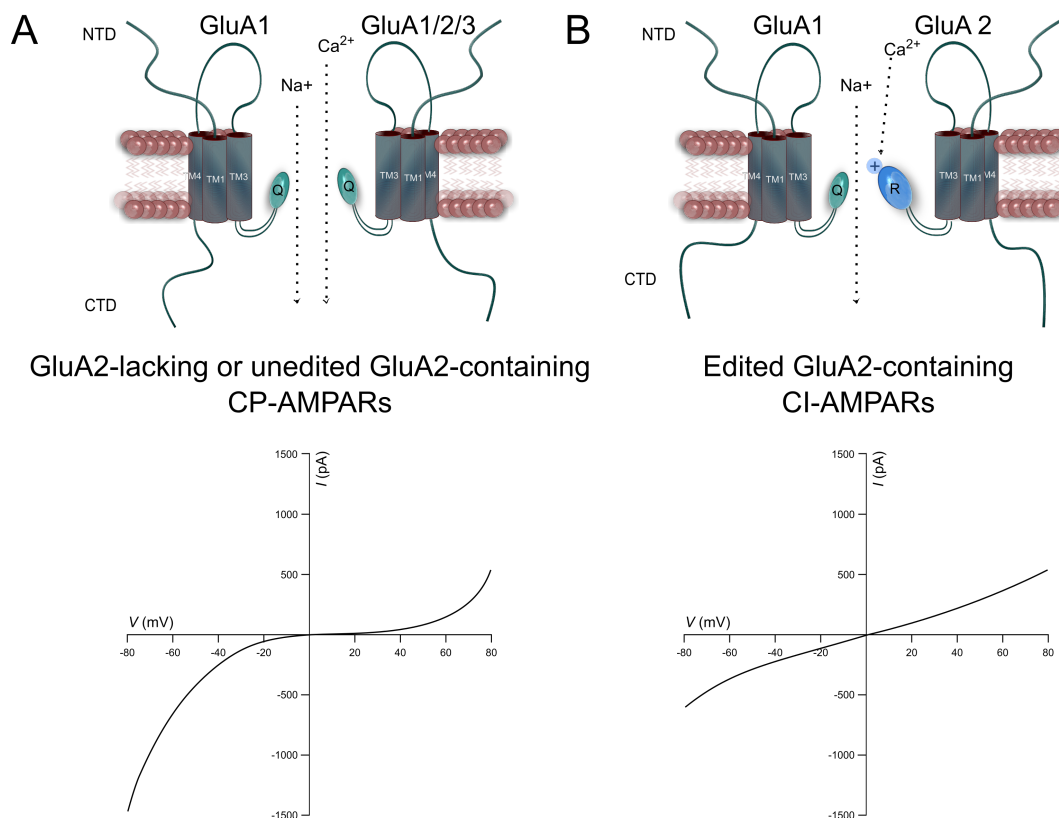 A
NTD
GluA1
GluA1/2/3
Ca2+
Na+
TM4
TM1
TM3
Q
Q
TM3
TM1
M4
CTD
B
NTD
GluA1
GluA 2
Ca2+
Na+
TM4
TM1
TM3
Q
+
R
TM3
TM1
M4
CTD
GluA2-lacking or unedited GluA2-containing
CP-AMPARs
Edited GluA2-containing
CI-AMPARs
1500
1000
500
-500
-1000
-1500
I (pA)
V (mV)
-80
-60
-40
-20
20
40
60
80
1500
1000
500
-500
-1000
-1500
I (pA)
V (mV)
-80
-60
-40
-20
20
40
60
80